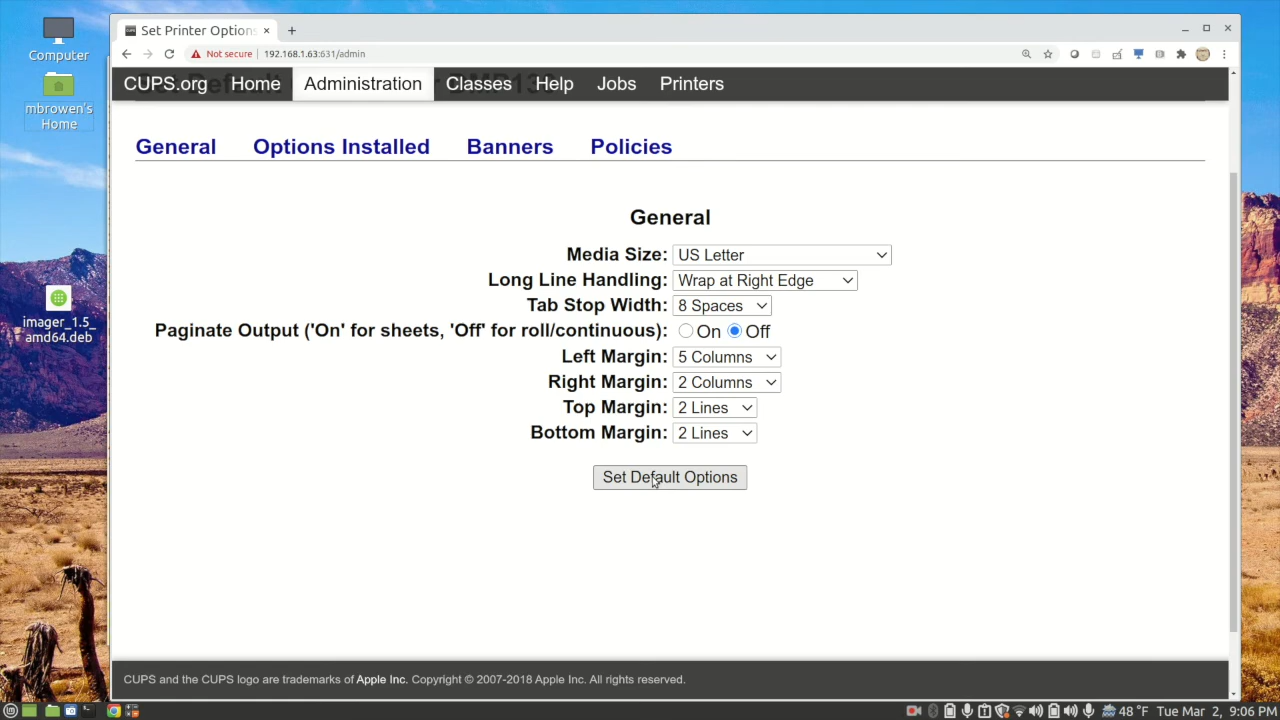 Computer
mbrowen's
Home
imager_1.5_
amd64.deb
Set Printer Options
Not secure
192.168.1.63:631/admin
CUPS.org Home Administration Classes Help Jobs Printers
General Options Installed Banners Policies
General
Media Size: US Letter
Long Line Handling: Wrap at Right Edge
Tab Stop Width: 8 Spaces
Paginate Output ('On' for sheets, 'Off' for roll/continuous): On Off
Left Margin: 5 Columns
Right Margin: 2 Columns
Top Margin: 2 Lines
Bottom Margin: 2 Lines
Set Default Options
CUPS and the CUPS logo are trademarks of Apple Inc. Copyright © 2007-2018 Apple Inc. All rights reserved.
48 °F Tue Mar 2, 9:06 PM